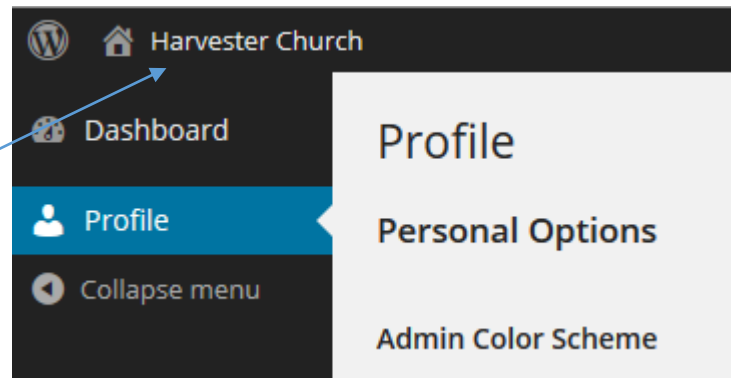 Harvester Church
Dashboard
Profile
Profile
Personal Options
Collapse menu
Admin Color Scheme